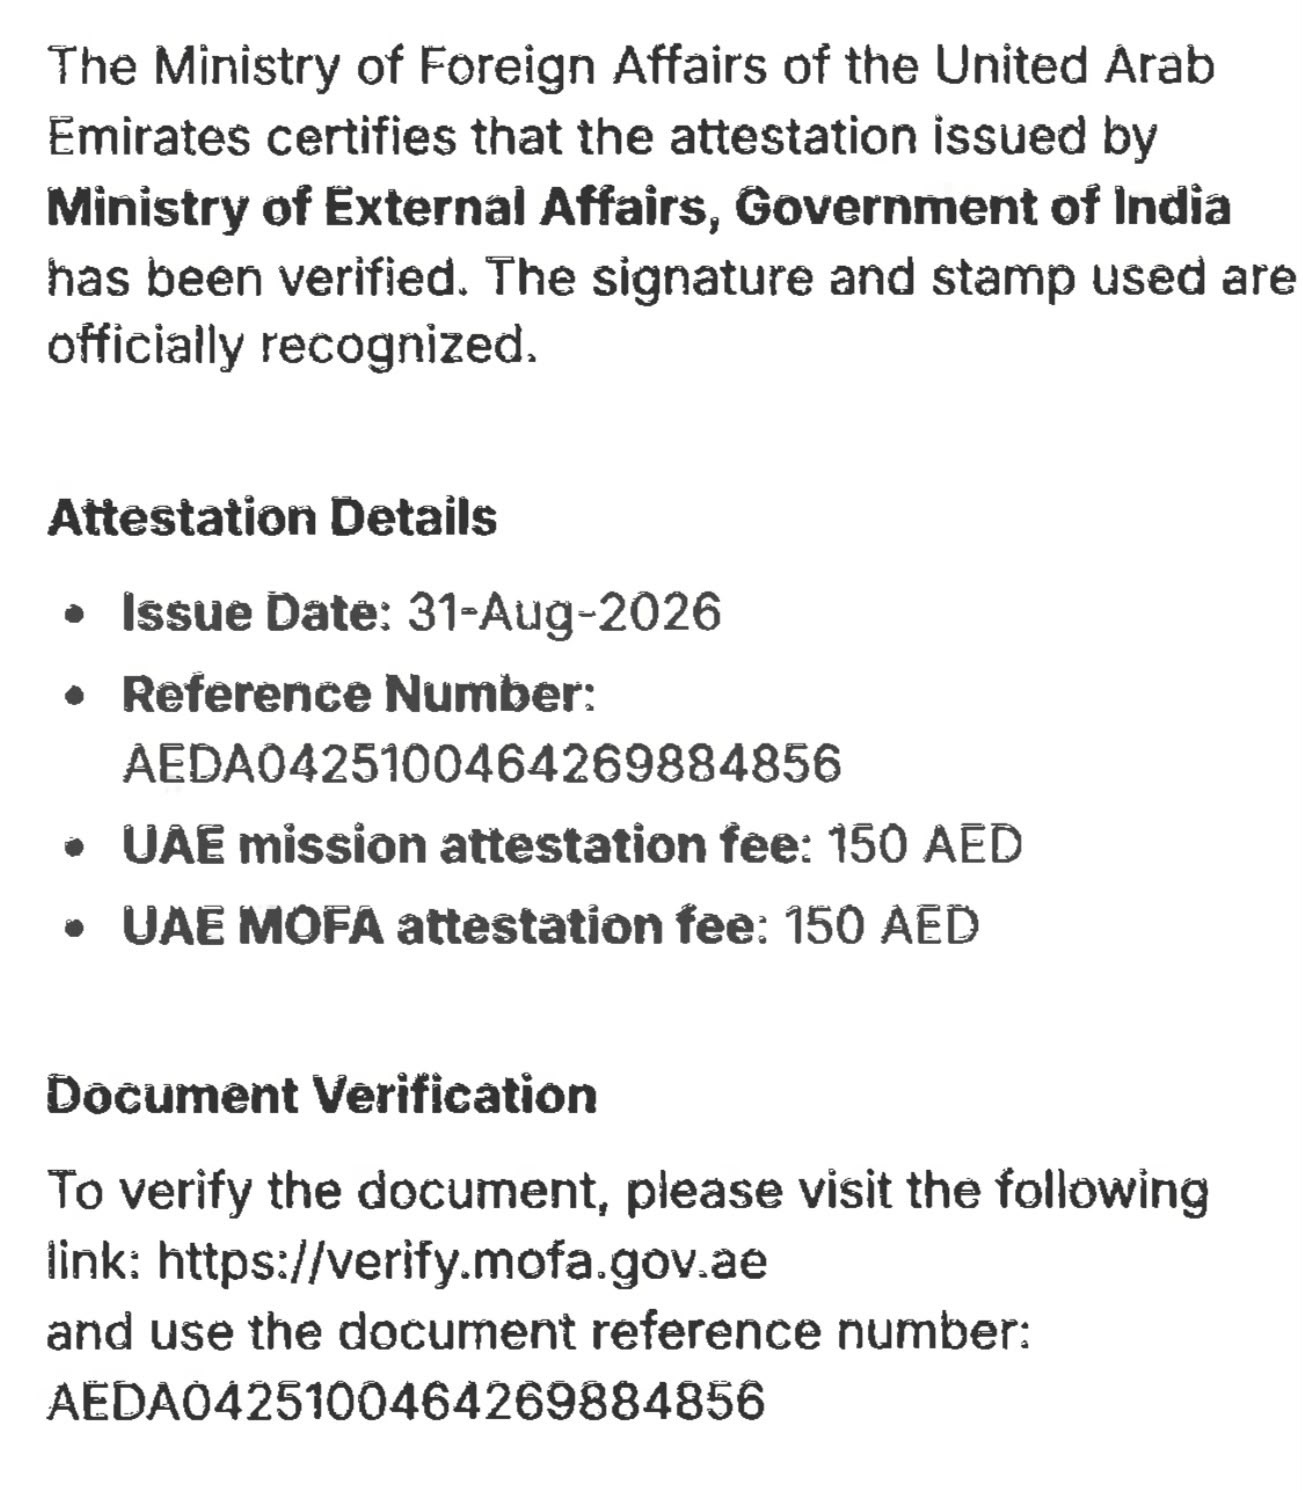 The Ministry of Foreign Affairs of the United Arab
Emirates certifies that the attestation issued by
Ministry of External Affairs, Government of India
has been verified. The signature and stamp used are
officially recognized.
Attestation Details
• Issue Date: 31-Aug-2026
• Reference Number:
AEDA04251004642698848​56
• UAE mission attestation fee: 150 AED
• UAE MOFA attestation fee: 150 AED
Document Verification
To verify the document, please visit the following
link: https://verify.mofa.gov.ae
and use the document reference number:
AEDA0425100464269884856